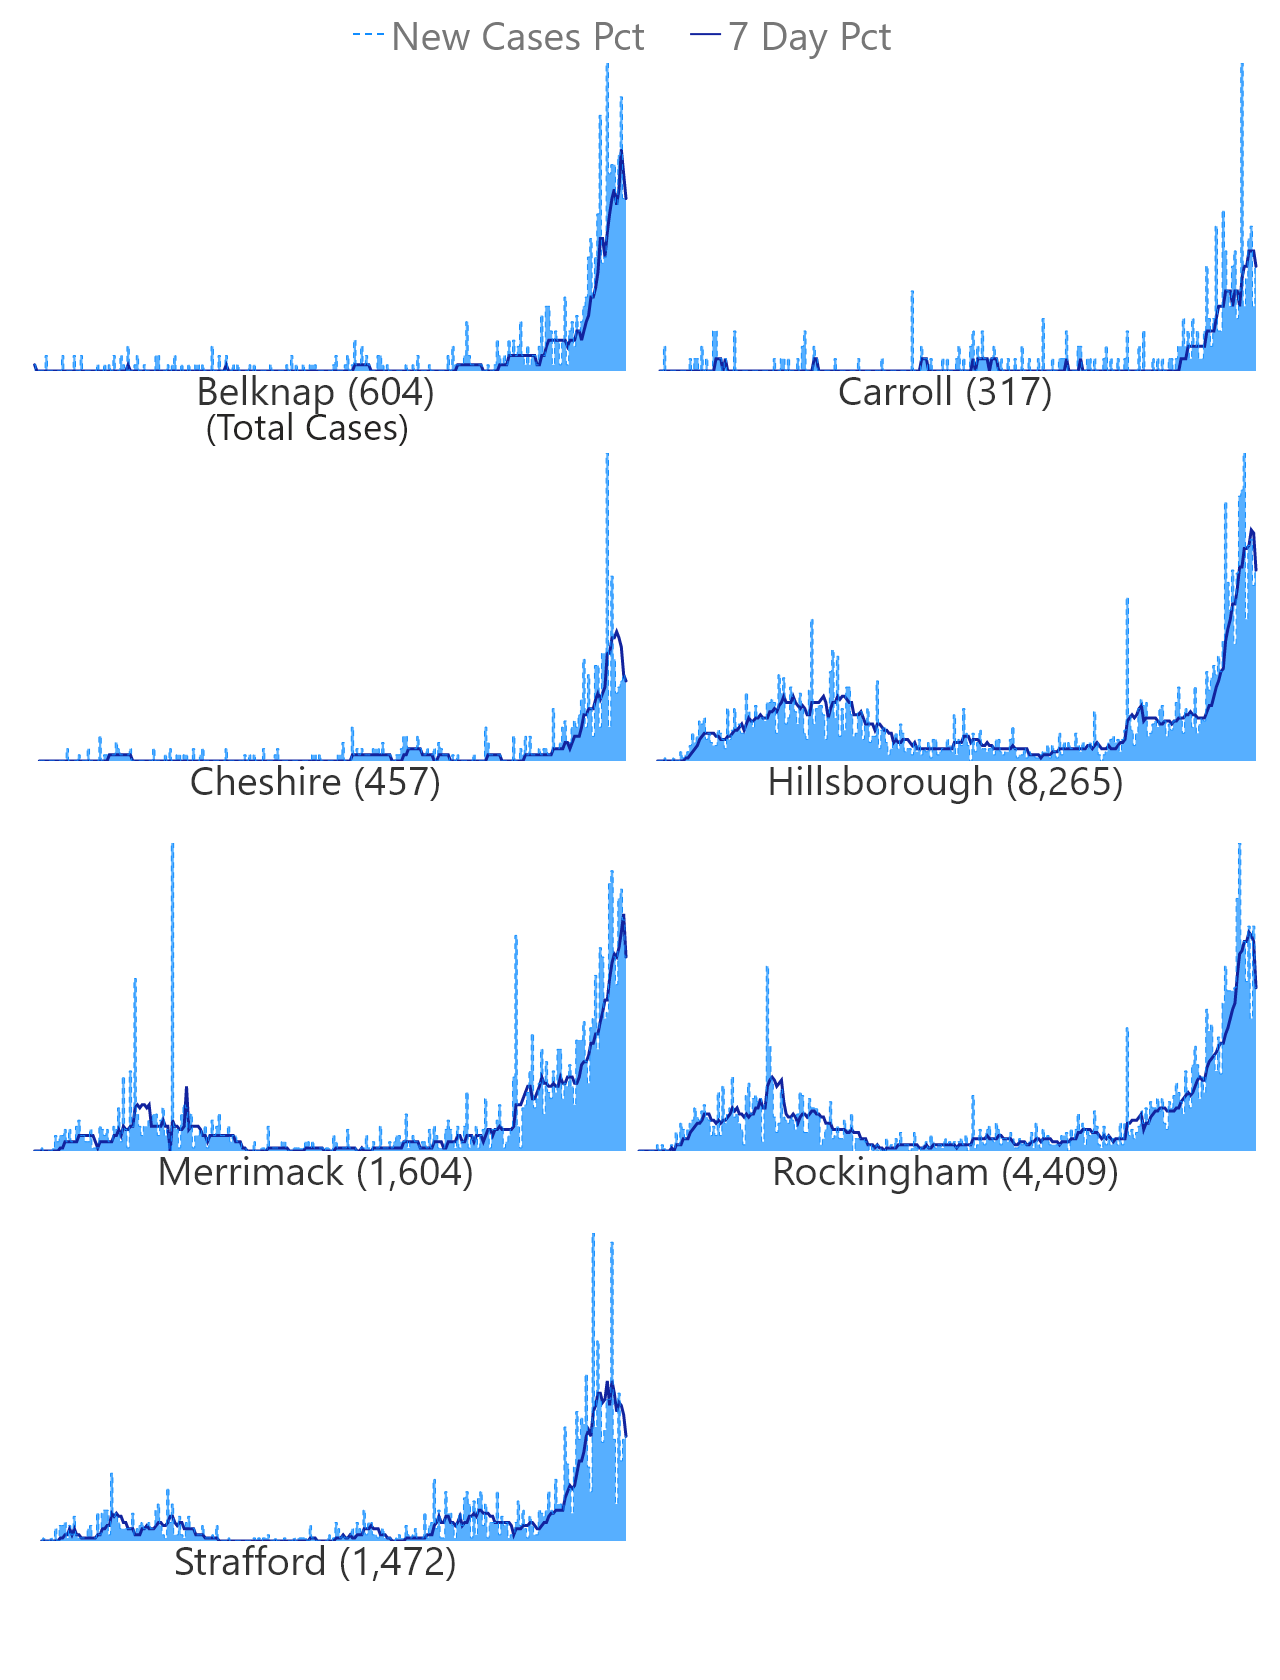 New Cases Pct 7 Day Pct
Belknap (604) Carroll (317)
(Total Cases)
Cheshire (457) Hillsborough (8,265)
Merrimack (1,604) Rockingham (4,409)
Strafford (1,472)